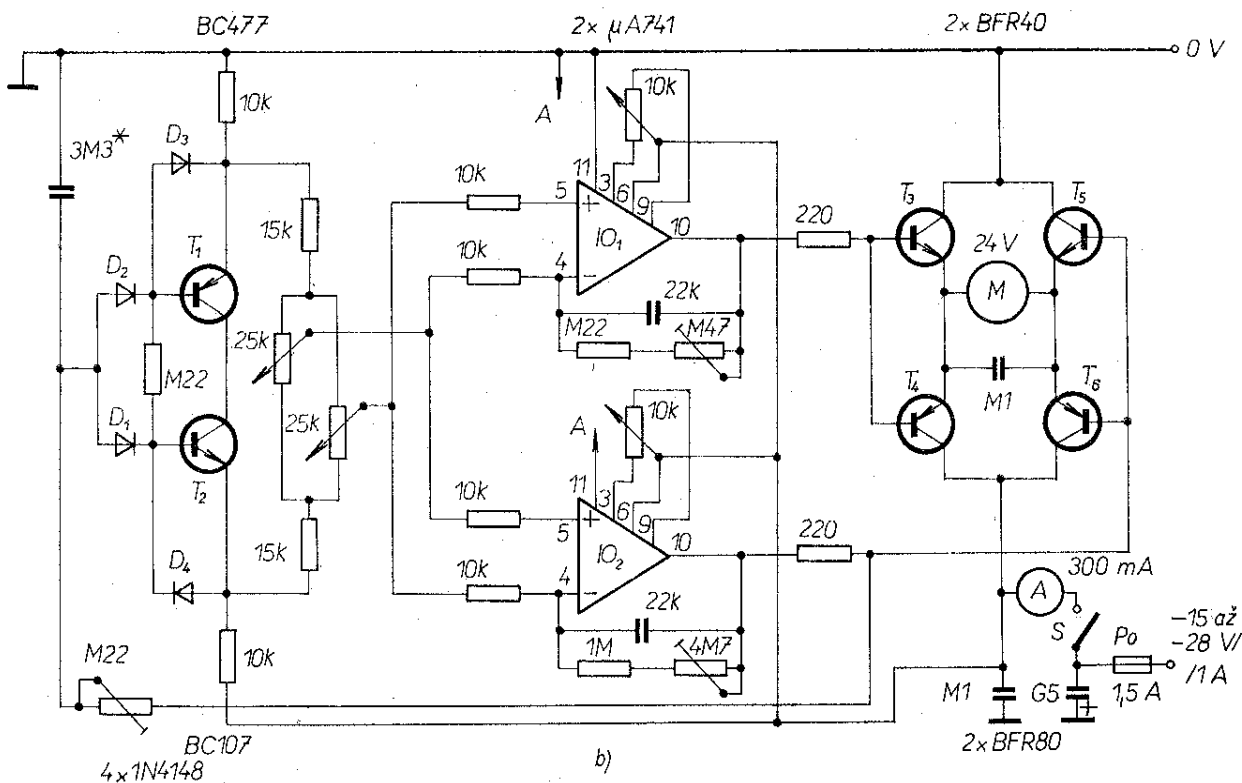 BC477
2x µA741
2x BFR40
0 V
10k
3M3*
D3
A
10k
15k
D2
T1
25k
M22
25k
D1
T2
15k
D4
10k
M22
BC107
4x1N4148
10k
10k
11
3
6
9
5
+
4
−
IO1
10
22k
M22
M47
A
10k
10k
10k
11
3
6
9
5
+
4
−
IO2
10
22k
1M
4M7
220
220
T3
T5
24 V
M
T4
T6
M1
300 mA
A
S
Po
1,5 A
−15 až
−28 V/
/1 A
M1
G5
+
2x BFR80
b)